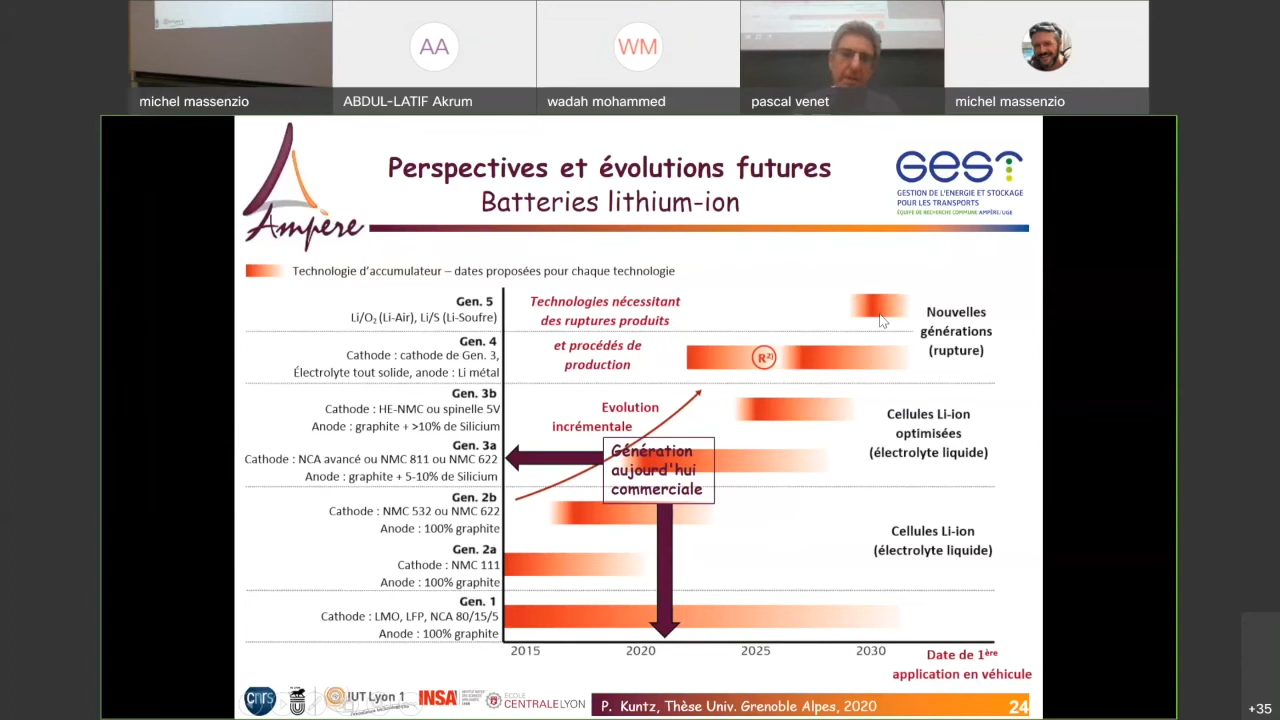 michel massenzio
AA
ABDUL-LATIF Akrum
WM
wadah mohammed
pascal venet
michel massenzio
Ampère
Perspectives et évolutions futures
Batteries lithium-ion
GEST
GESTION DE L'ENERGIE ET STOCKAGE
POUR LES TRANSPORTS
ÉQUIPE DE RECHERCHE COMMUNE AMPÈRE/UGE
Technologie d'accumulateur – dates proposées pour chaque technologie
Gen. 5
Li/O₂ (Li-Air), Li/S (Li-Soufre)
Technologies nécessitant
des ruptures produits
et procédés de
production
Nouvelles
générations
(rupture)
Gen. 4
Cathode : cathode de Gen. 3,
Électrolyte tout solide, anode : Li métal
R²⁾
Gen. 3b
Cathode : HE-NMC ou spinelle 5V
Anode : graphite + >10% de Silicium
Evolution
incrémentale
Cellules Li-ion
optimisées
(électrolyte liquide)
Gen. 3a
Cathode : NCA avancé ou NMC 811 ou NMC 622
Anode : graphite + 5-10% de Silicium
Génération
aujourd'hui
commerciale
Gen. 2b
Cathode : NMC 532 ou NMC 622
Anode : 100% graphite
Cellules Li-ion
(électrolyte liquide)
Gen. 2a
Cathode : NMC 111
Anode : 100% graphite
Gen. 1
Cathode : LMO, LFP, NCA 80/15/5
Anode : 100% graphite
2015 2020 2025 2030
Date de 1ère
application en véhicule
cnrs
IUT Lyon 1
INSA
ÉCOLE
CENTRALELYON
P. Kuntz, Thèse Univ. Grenoble Alpes, 2020
24
+35